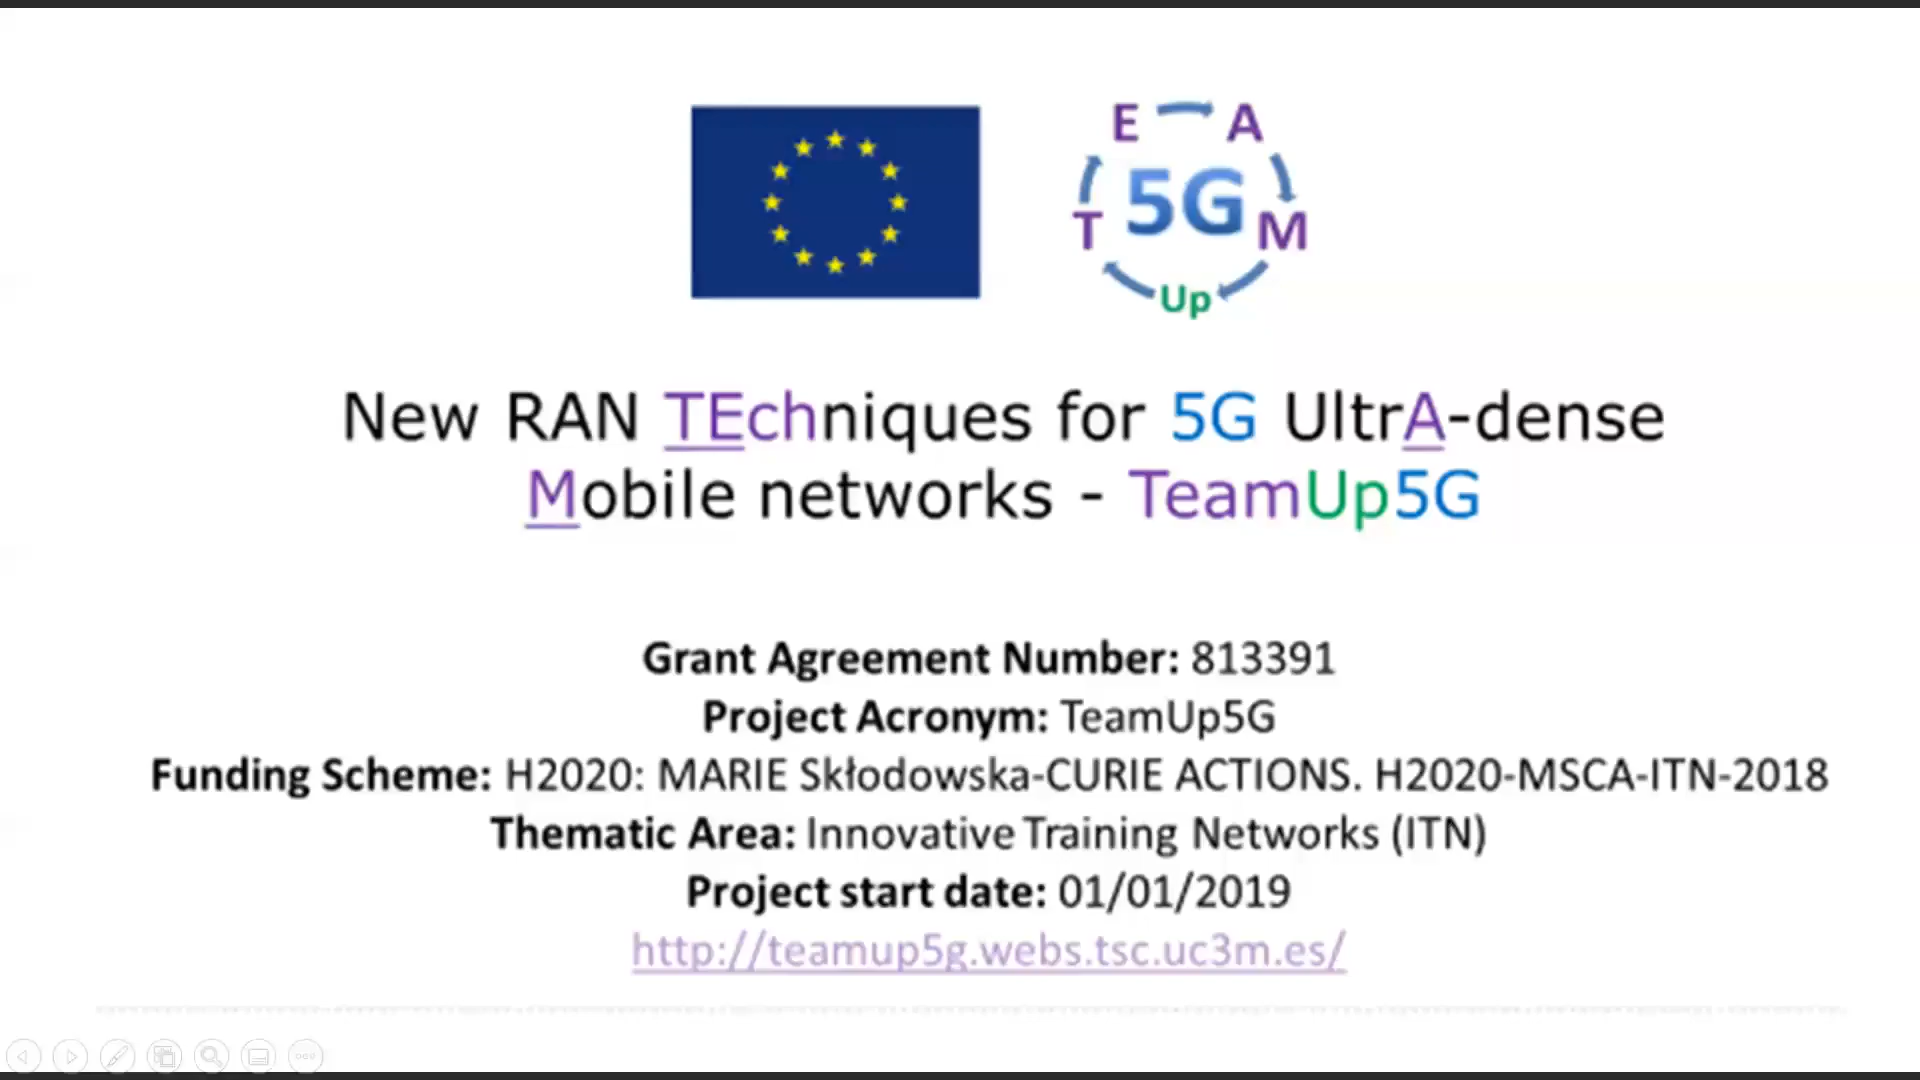 E A
5G
T M
Up
New RAN TEchniques for 5G UltrA-dense
Mobile networks - TeamUp5G
Grant Agreement Number: 813391
Project Acronym: TeamUp5G
Funding Scheme: H2020: MARIE Skłodowska-CURIE ACTIONS. H2020-MSCA-ITN-2018
Thematic Area: Innovative Training Networks (ITN)
Project start date: 01/01/2019
http://teamup5g.webs.tsc.uc3m.es/